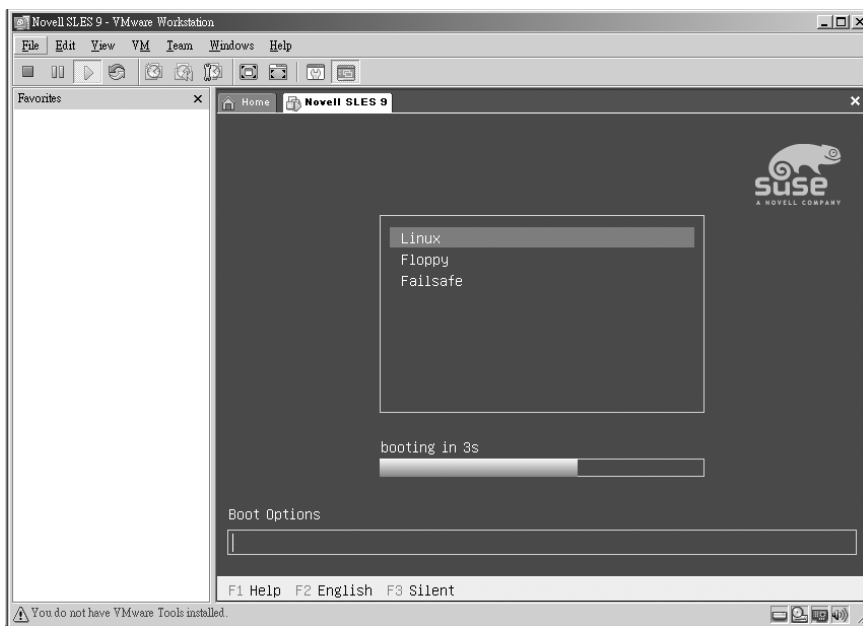 Novell SLES 9 - VMware Workstation
File Edit View VM Team Windows Help
Favorites
Home Novell SLES 9
suse
A NOVELL COMPANY
Linux
Floppy
Failsafe
booting in 3s
Boot Options
F1 Help F2 English F3 Silent
You do not have VMware Tools installed.